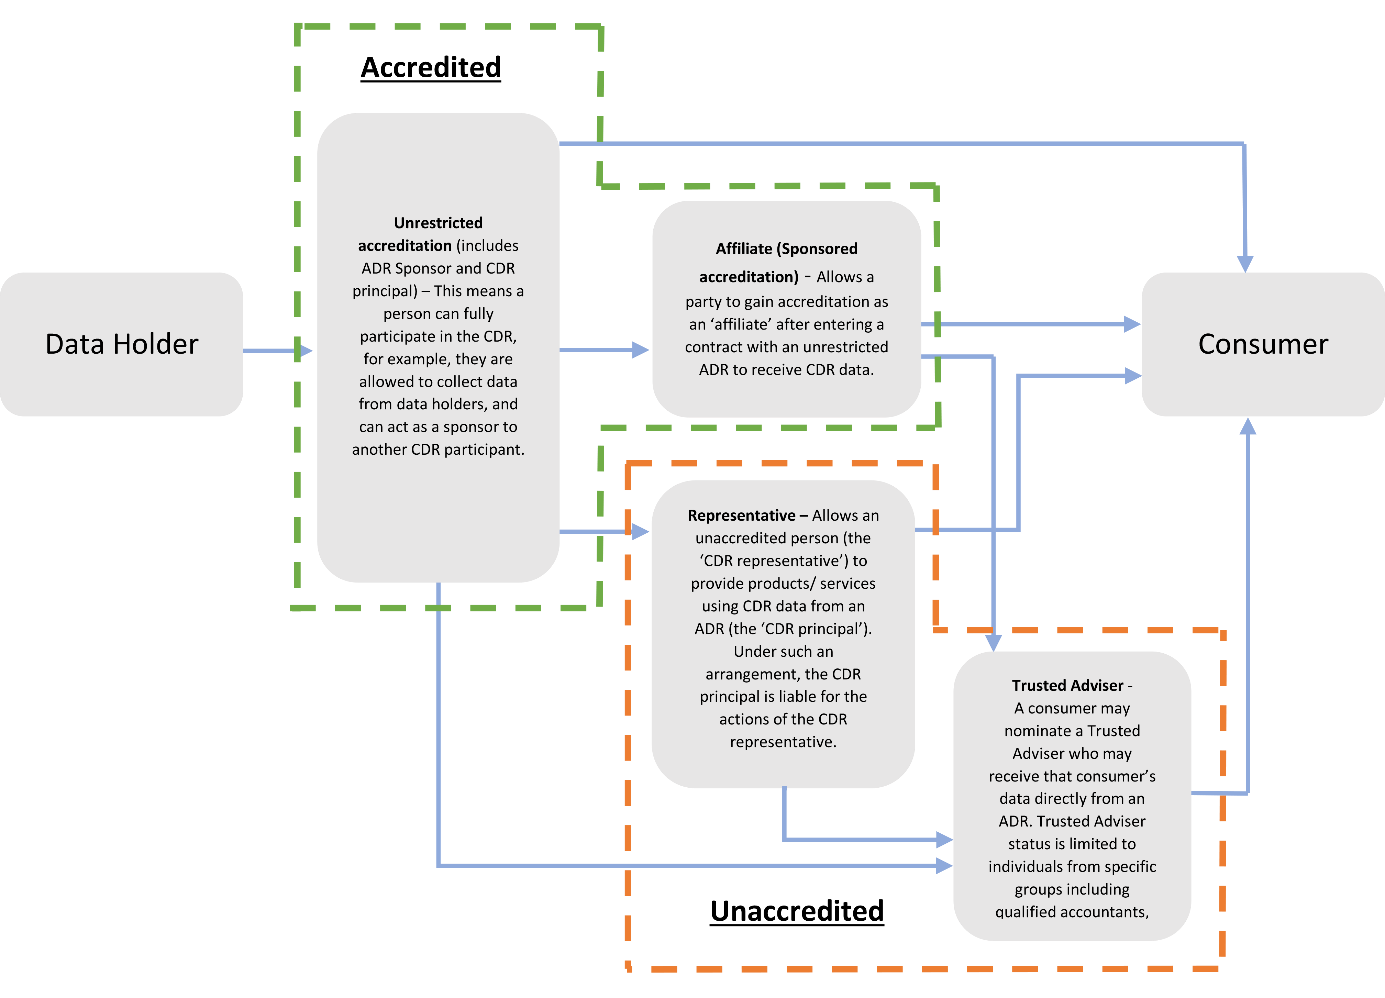 Accredited
Data Holder
Unrestricted
accreditation (includes
ADR Sponsor and CDR
principal) – This means a
person can fully
participate in the CDR,
for example, they are
allowed to collect data
from data holders, and
can act as a sponsor to
another CDR participant.
Affiliate (Sponsored
accreditation) - Allows a
party to gain accreditation as
an ‘affiliate’ after entering a
contract with an unrestricted
ADR to receive CDR data.
Consumer
Representative – Allows an
unaccredited person (the
‘CDR representative’) to
provide products/ services
using CDR data from an
ADR (the ‘CDR principal’).
Under such an
arrangement, the CDR
principal is liable for the
actions of the CDR
representative.
Trusted Adviser -
A consumer may
nominate a Trusted
Adviser who may
receive that consumer’s
data directly from an
ADR. Trusted Adviser
status is limited to
individuals from specific
groups including
qualified accountants,
Unaccredited